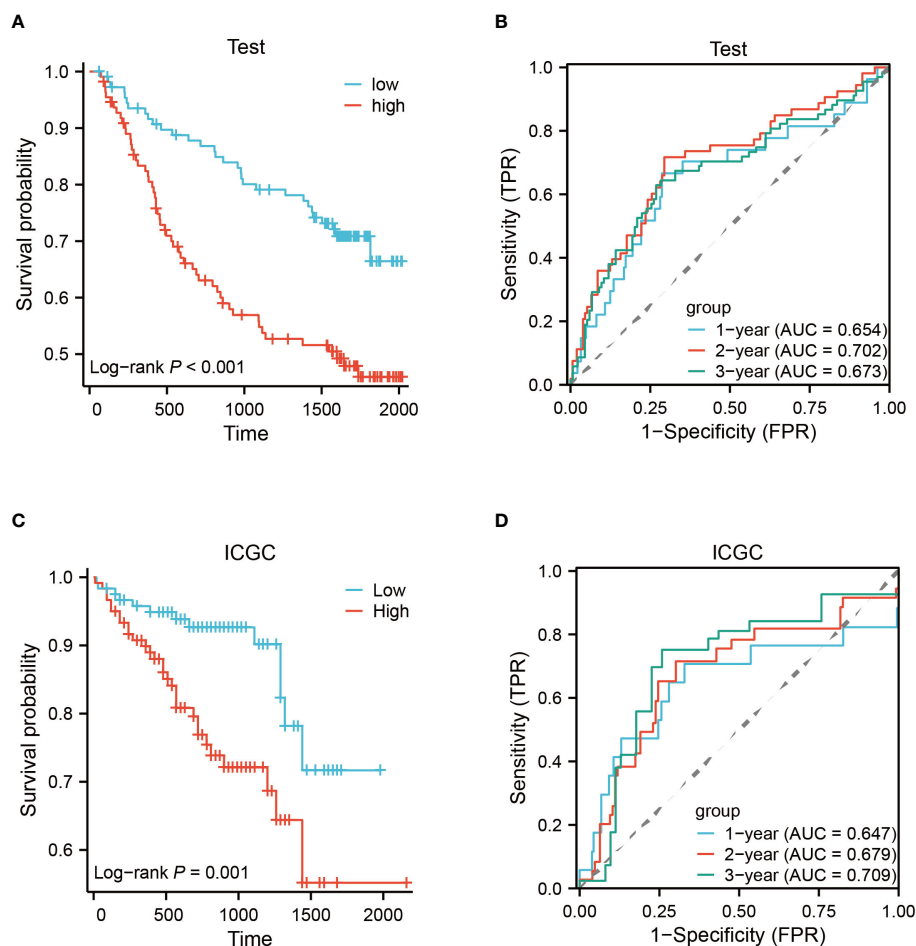 A
Test
low
high
Survival probability
1.0
0.9
0.8
0.7
0.6
0.5
Log−rank P < 0.001
0 500 1000 1500 2000
Time
B
Test
Sensitivity (TPR)
1.0
0.8
0.6
0.4
0.2
0.0
group
1−year (AUC = 0.654)
2−year (AUC = 0.702)
3−year (AUC = 0.673)
0.00 0.25 0.50 0.75 1.00
1−Specificity (FPR)
C
ICGC
Low
High
Survival probability
1.0
0.9
0.8
0.7
0.6
Log−rank P = 0.001
0 500 1000 1500 2000
Time
D
ICGC
Sensitivity (TPR)
1.0
0.8
0.6
0.4
0.2
0.0
group
1−year (AUC = 0.647)
2−year (AUC = 0.679)
3−year (AUC = 0.709)
0.00 0.25 0.50 0.75 1.00
1−Specificity (FPR)